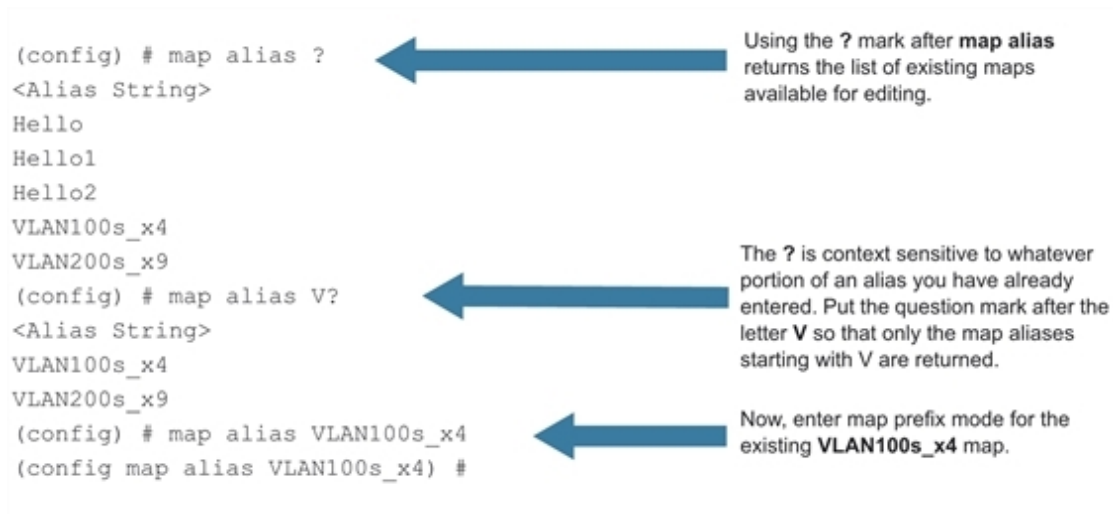 (config) # map alias ?
<Alias String>
Hello
Hello1
Hello2
VLAN100s_x4
VLAN200s_x9
(config) # map alias V?
<Alias String>
VLAN100s_x4
VLAN200s_x9
(config) # map alias VLAN100s_x4
(config map alias VLAN100s_x4) #
Using the ? mark after map alias
returns the list of existing maps
available for editing.
The ? is context sensitive to whatever
portion of an alias you have already
entered. Put the question mark after the
letter V so that only the map aliases
starting with V are returned.
Now, enter map prefix mode for the
existing VLAN100s_x4 map.